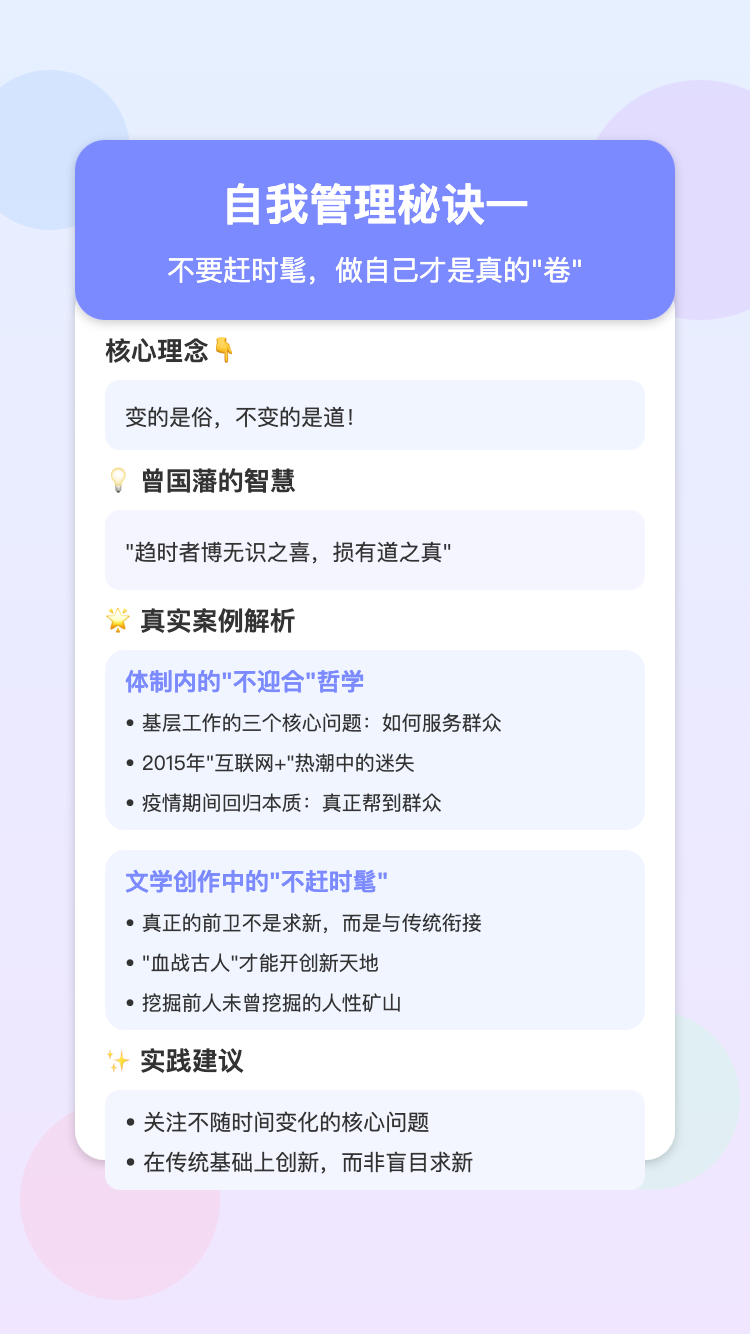 自我管理秘诀一
不要赶时髦，做自己才是真的"卷"
核心理念👇
变的是俗，不变的是道！
💡 曾国藩的智慧
"趋时者博无识之喜，损有道之真"
🌟 真实案例解析
体制内的"不迎合"哲学
• 基层工作的三个核心问题：如何服务群众
• 2015年"互联网+"热潮中的迷失
• 疫情期间回归本质：真正帮到群众
文学创作中的"不赶时髦"
• 真正的前卫不是求新，而是与传统衔接
• "血战古人"才能开创新天地
• 挖掘前人未曾挖掘的人性矿山
✨ 实践建议
• 关注不随时间变化的核心问题
• 在传统基础上创新，而非盲目求新